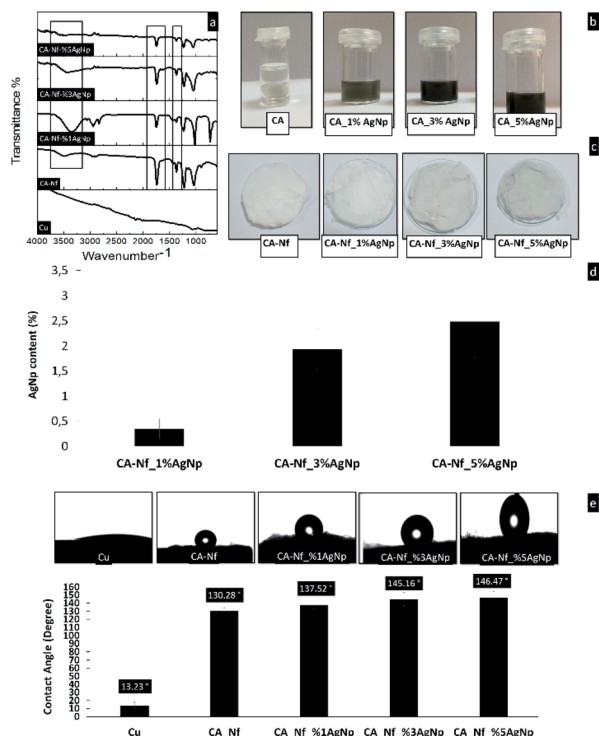 a
CA-Nf-%5AgNp
CA-Nf-%3AgNp
CA-Nf-%1AgNp
CA-Nf
Cu
Transmittance %
4000 3500 3000 2500 2000 1500 1000
Wavenumber-1
b
CA
CA_1% AgNp
CA_3% AgNp
CA_5%AgNp
c
CA-Nf
CA-Nf_1%AgNp
CA-Nf_3%AgNp
CA-Nf_5%AgNp
d
AgNp content (%)
3,5
3
2,5
2
1,5
1
0,5
0
CA-Nf_1%AgNp
CA-Nf_3%AgNp
CA-Nf_5%AgNp
e
Cu
CA-Nf
CA-Nf_%1AgNp
CA-Nf_%3AgNp
CA-Nf_%5AgNp
Contact Angle (Degree)
160
150
140
130
120
110
100
90
80
70
60
50
40
30
20
10
0
13.23 °
130.28 °
137.52 °
145.16 °
146.47 °
Cu
CA_Nf
CA_Nf_%1AgNp
CA_Nf_%3AgNp
CA_Nf_%5AgNp